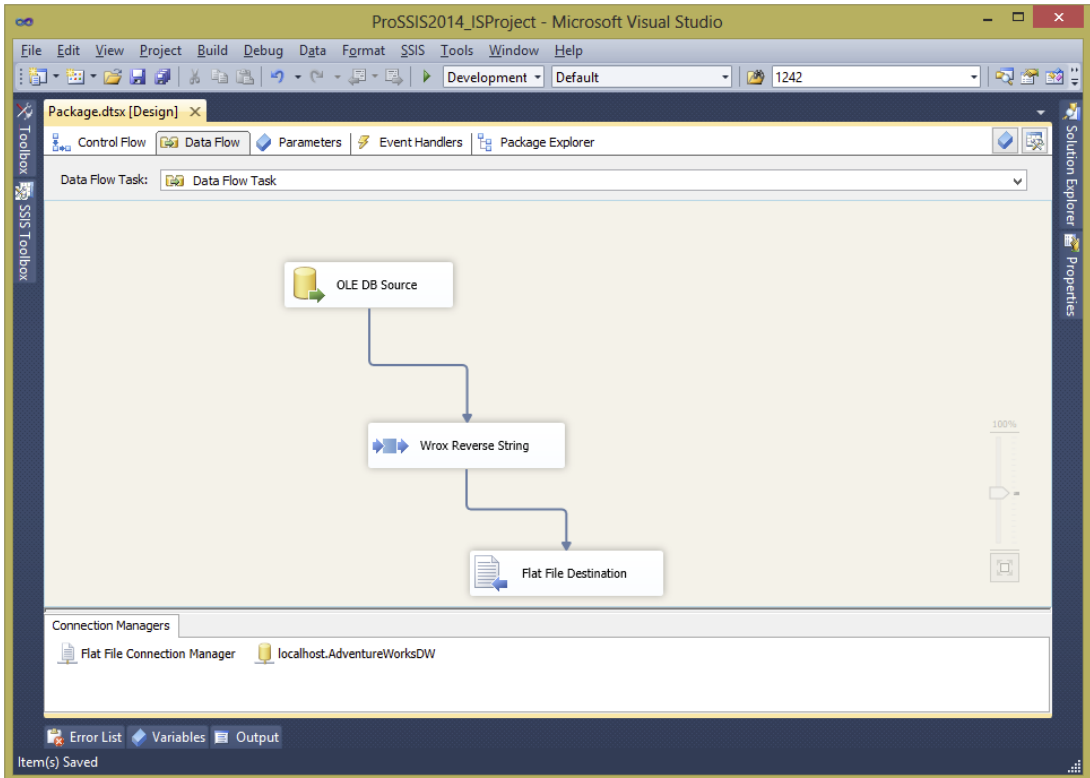 ProSSIS2014_ISProject - Microsoft Visual Studio
File Edit View Project Build Debug Data Format SSIS Tools Window Help
Development Default 1242
Toolbox
SSIS Toolbox
Package.dtsx [Design]
Control Flow Data Flow Parameters Event Handlers Package Explorer
Data Flow Task: Data Flow Task
OLE DB Source
Wrox Reverse String
Flat File Destination
100%
Solution Explorer
Properties
Connection Managers
Flat File Connection Manager localhost.AdventureWorksDW
Error List Variables Output
Item(s) Saved